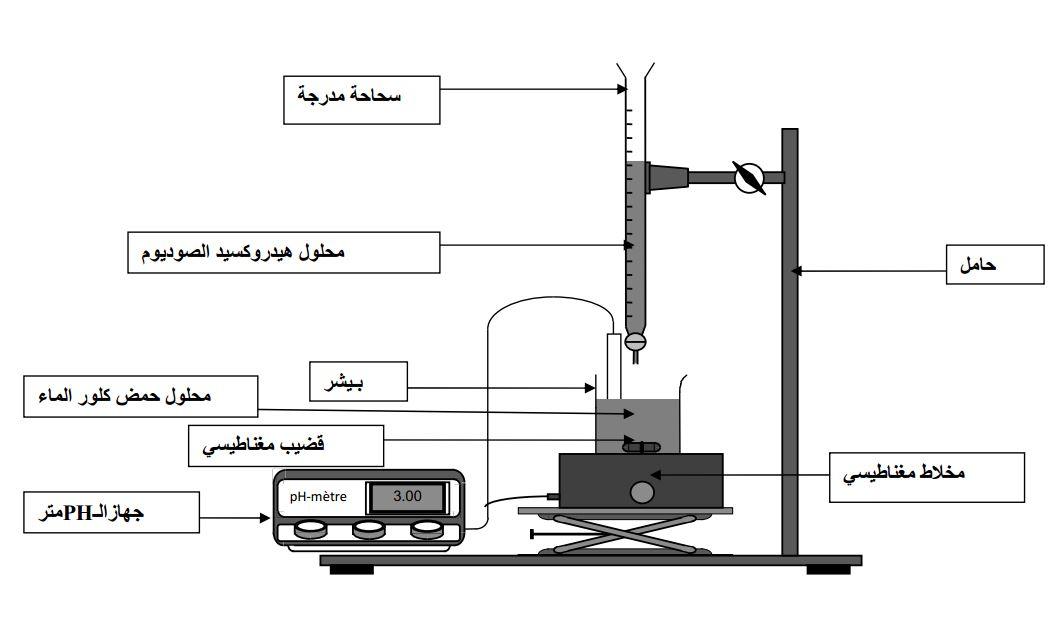 سحاحة مدرجة
محلول هيدروكسيد الصوديوم
حامل
بـيشر
محلول حمض كلور الماء
قضيب مغناطيسي
مخلاط مغناطيسي
pH-mètre
3.00
جهازالـPHمتر